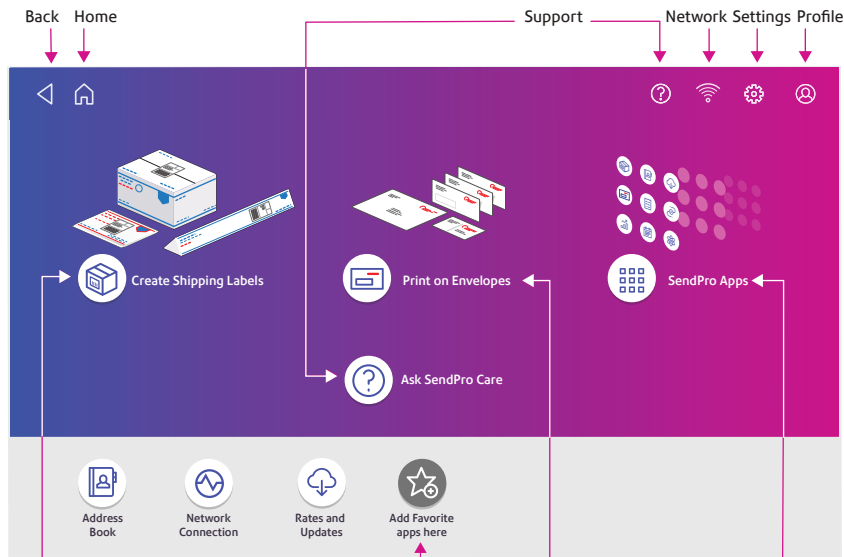 Back Home Support Network Settings Profile
Create Shipping Labels
Print on Envelopes
SendPro Apps
Ask SendPro Care
Address
Book
Network
Connection
Rates and
Updates
Add Favorite
apps here